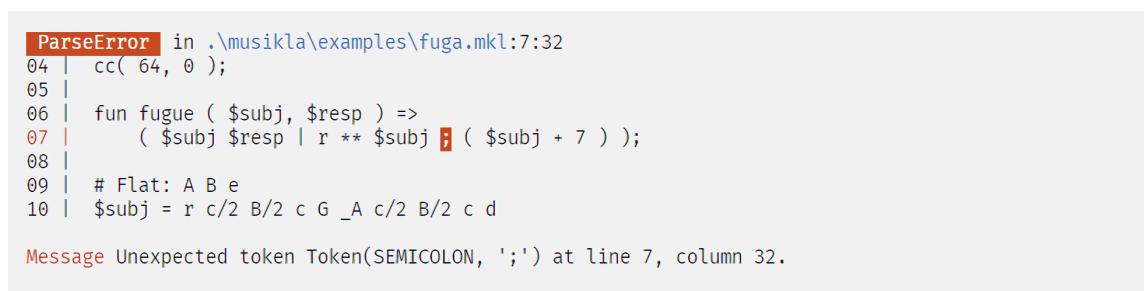 ParseError in .\musikla\examples\fuga.mkl:7:32
04 | cc( 64, 0 );
05 |
06 | fun fugue ( $subj, $resp ) =>
07 |     ( $subj $resp | r ** $subj ; ( $subj + 7 ) );
08 |
09 | # Flat: A B e
10 | $subj = r c/2 B/2 c G _A c/2 B/2 c d
Message Unexpected token Token(SEMICOLON, ';') at line 7, column 32.